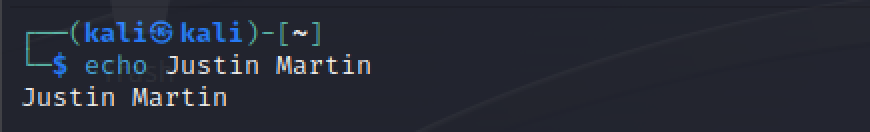 ┌──(kali㉿kali)-[~]
└─$ echo Justin Martin
Justin Martin